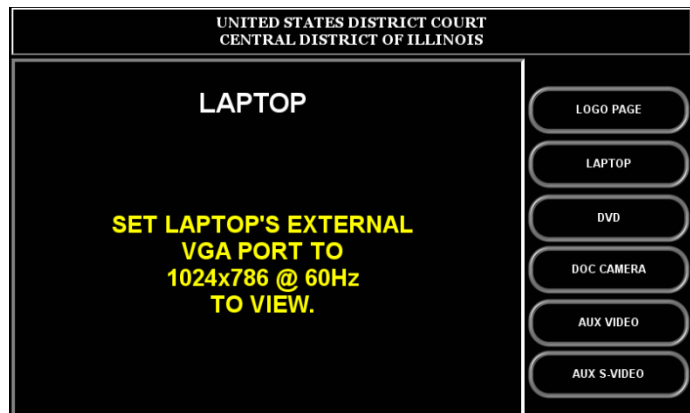 UNITED STATES DISTRICT COURT
CENTRAL DISTRICT OF ILLINOIS
LAPTOP
SET LAPTOP'S EXTERNAL
VGA PORT TO
1024x786 @ 60Hz
TO VIEW.
LOGO PAGE
LAPTOP
DVD
DOC CAMERA
AUX VIDEO
AUX S-VIDEO